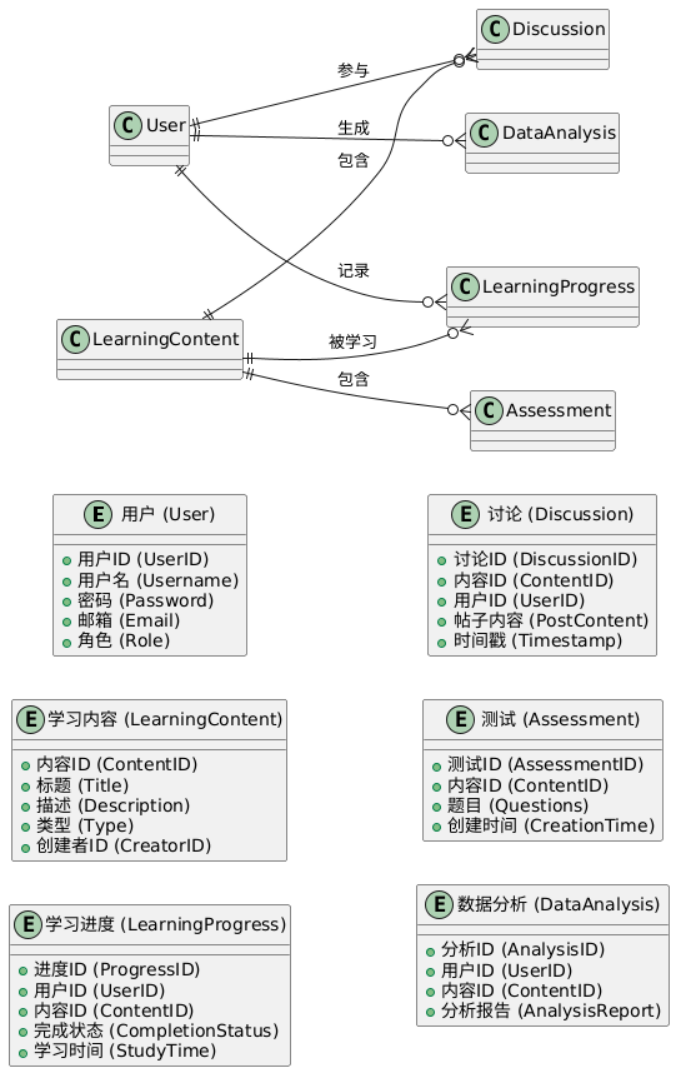 C Discussion
参与
C User
生成
C DataAnalysis
包含
记录
C LearningProgress
C LearningContent
被学习
包含
C Assessment
E 用户 (User)
用户ID (UserID)
用户名 (Username)
密码 (Password)
邮箱 (Email)
角色 (Role)
E 讨论 (Discussion)
讨论ID (DiscussionID)
内容ID (ContentID)
用户ID (UserID)
帖子内容 (PostContent)
时间戳 (Timestamp)
E 学习内容 (LearningContent)
内容ID (ContentID)
标题 (Title)
描述 (Description)
类型 (Type)
创建者ID (CreatorID)
E 测试 (Assessment)
测试ID (AssessmentID)
内容ID (ContentID)
题目 (Questions)
创建时间 (CreationTime)
E 学习进度 (LearningProgress)
进度ID (ProgressID)
用户ID (UserID)
内容ID (ContentID)
完成状态 (CompletionStatus)
学习时间 (StudyTime)
E 数据分析 (DataAnalysis)
分析ID (AnalysisID)
用户ID (UserID)
内容ID (ContentID)
分析报告 (AnalysisReport)